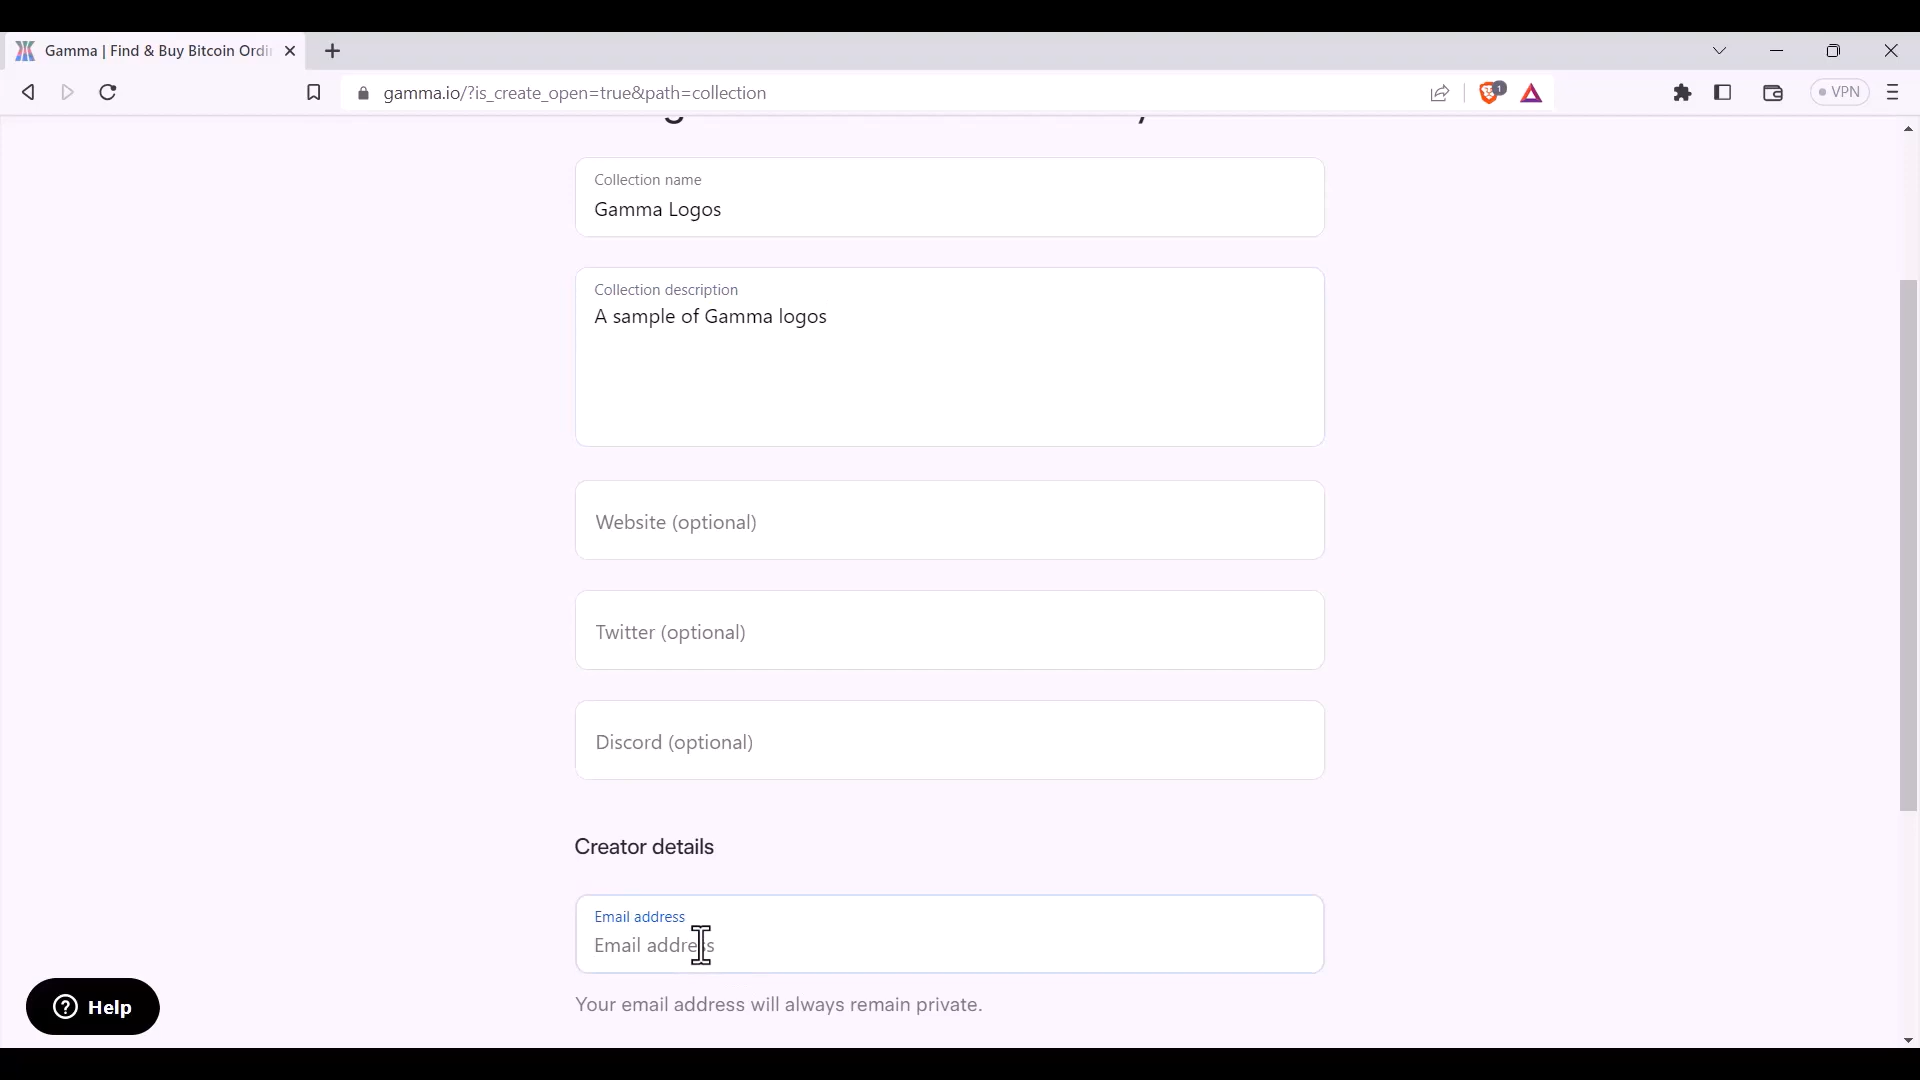 Gamma | Find & Buy Bitcoin Ordi
gamma.io/?is_create_open=true&path=collection
1
VPN
Collection name
Gamma Logos
Collection description
A sample of Gamma logos
Website (optional)
Twitter (optional)
Discord (optional)
Creator details
Email address
Email address
Your email address will always remain private.
Help